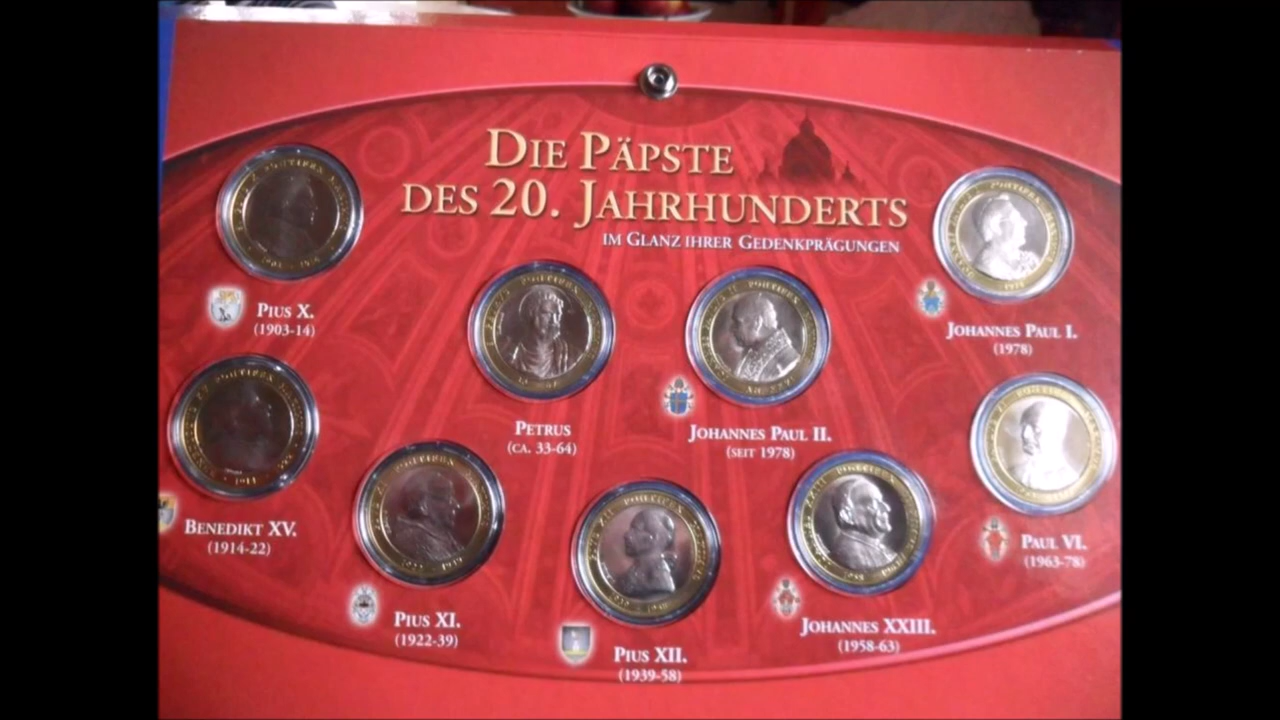 DIE PÄPSTE
DES 20. JAHRHUNDERTS
IM GLANZ IHRER GEDENKPRÄGUNGEN
PIUS X.
(1903-14)
JOHANNES PAUL I.
(1978)
PETRUS
(CA. 33-64)
JOHANNES PAUL II.
(SEIT 1978)
BENEDIKT XV.
(1914-22)
PAUL VI.
(1963-78)
PIUS XI.
(1922-39)
JOHANNES XXIII.
(1958-63)
PIUS XII.
(1939-58)